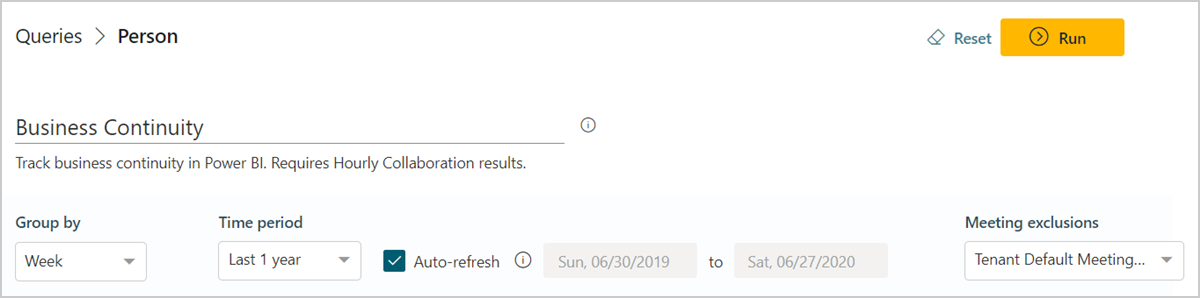 Queries > Person
Reset
Run
Business Continuity
Track business continuity in Power BI. Requires Hourly Collaboration results.
Group by
Time period
Meeting exclusions
Week
Last 1 year
Auto-refresh
Sun, 06/30/2019
to
Sat, 06/27/2020
Tenant Default Meeting...